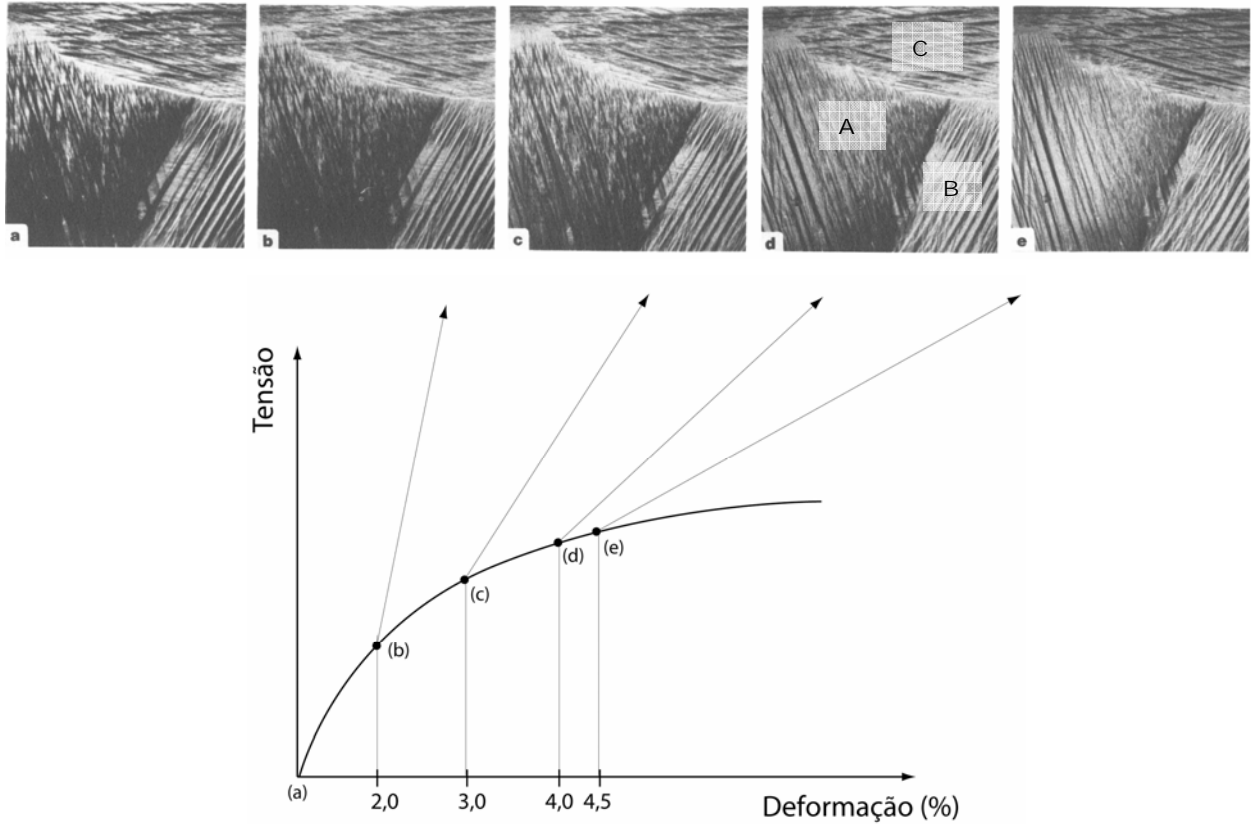 a
b
c
d
e
C
A
B
Tensão
(a)
(b)
(c)
(d)
(e)
2,0
3,0
4,0
4,5
Deformação (%)